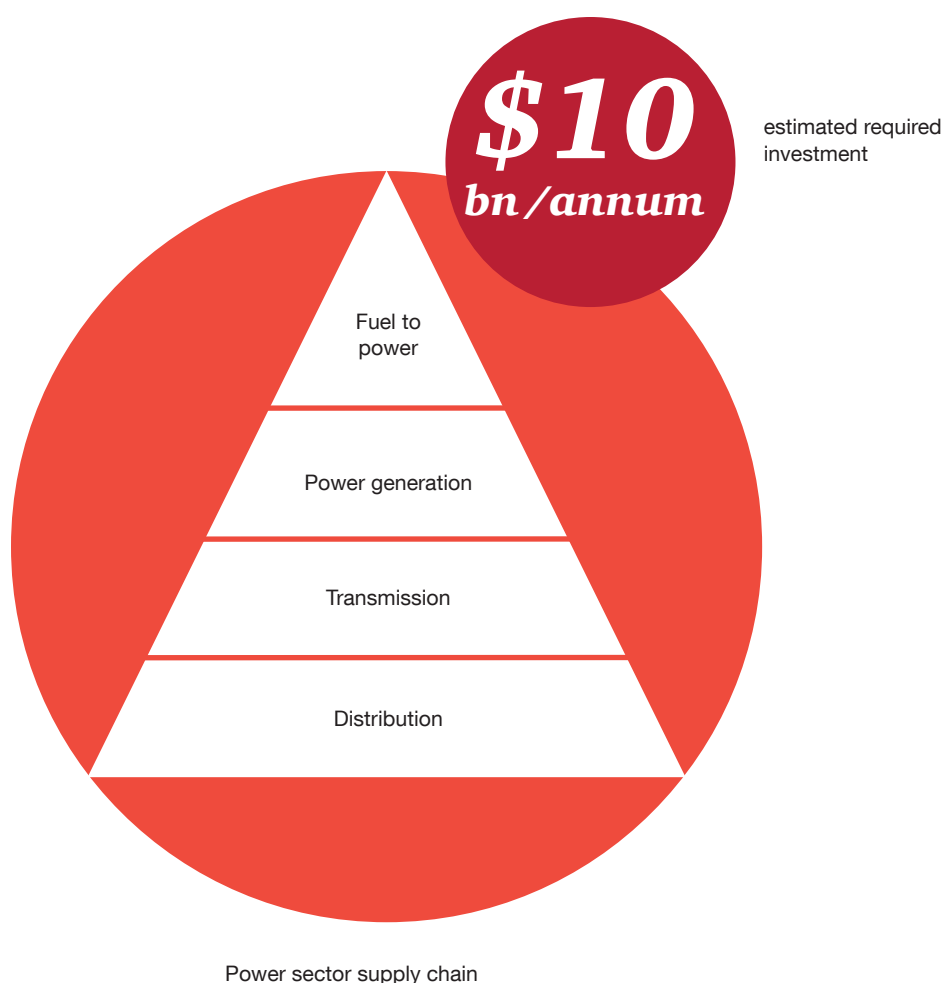 $10
bn/annum
estimated required
investment
Fuel to
power
Power generation
Transmission
Distribution
Power sector supply chain